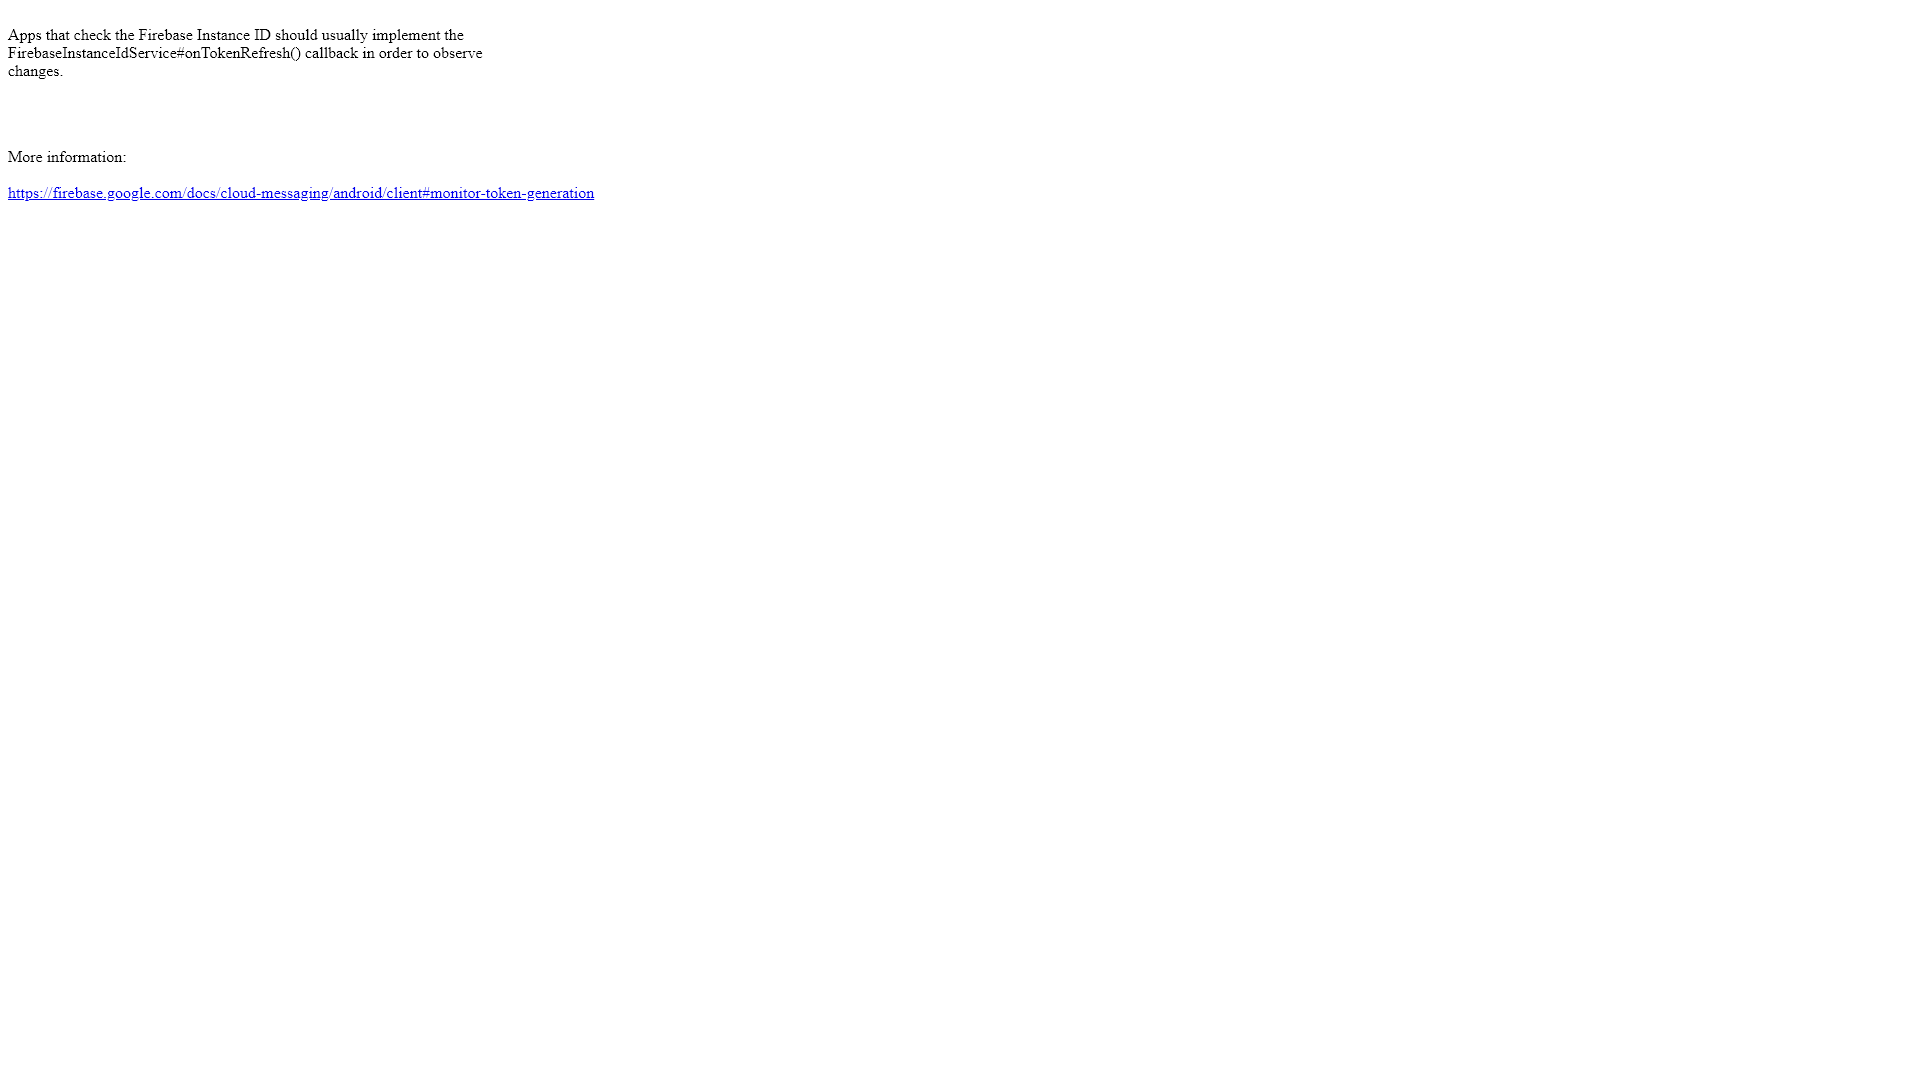 Apps that check the Firebase Instance ID should usually implement the
FirebaseInstanceIdService#onTokenRefresh() callback in order to observe
changes.
More information:
https://firebase.google.com/docs/cloud-messaging/android/client#monitor-token-generation